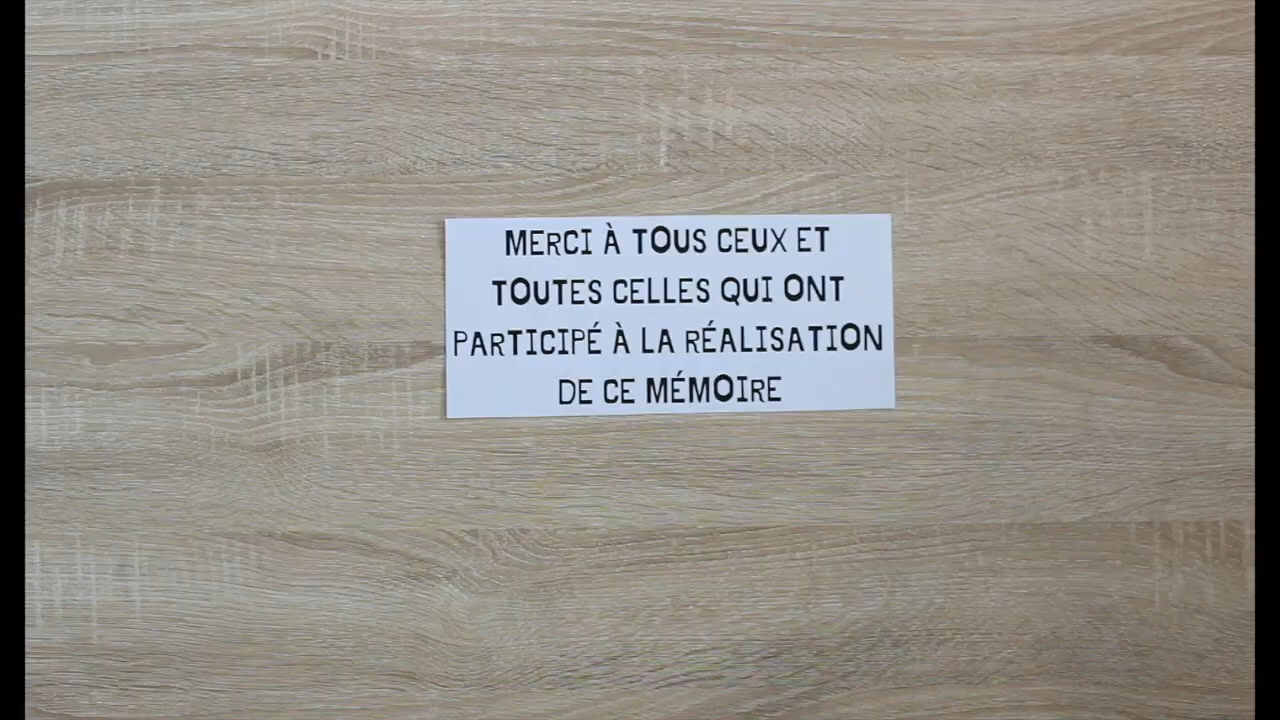 MERCI À TOUS CEUX ET
TOUTES CELLES QUI ONT
PARTICIPÉ À LA RÉALISATION
DE CE MÉMOIRE